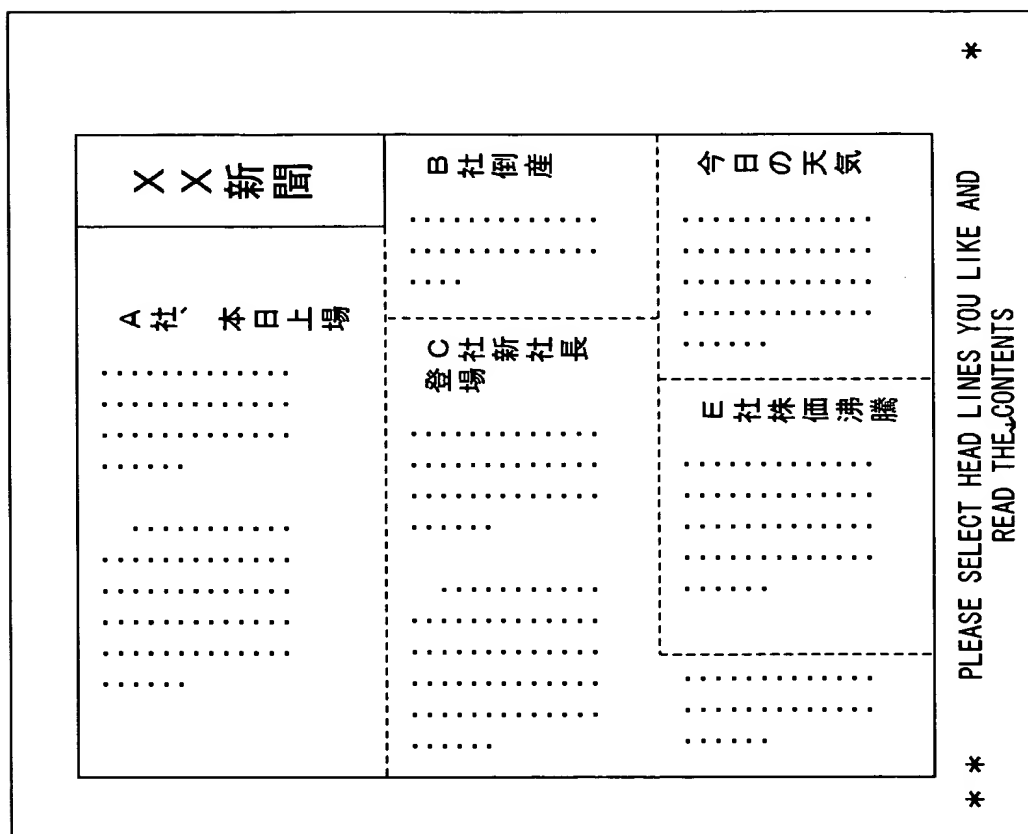 XX新聞
A社、本日上場
B社倒産
C社新社長
登場
今日の天気
E社株価沸騰
** PLEASE SELECT HEAD LINES YOU LIKE AND *
READ THE CONTENTS